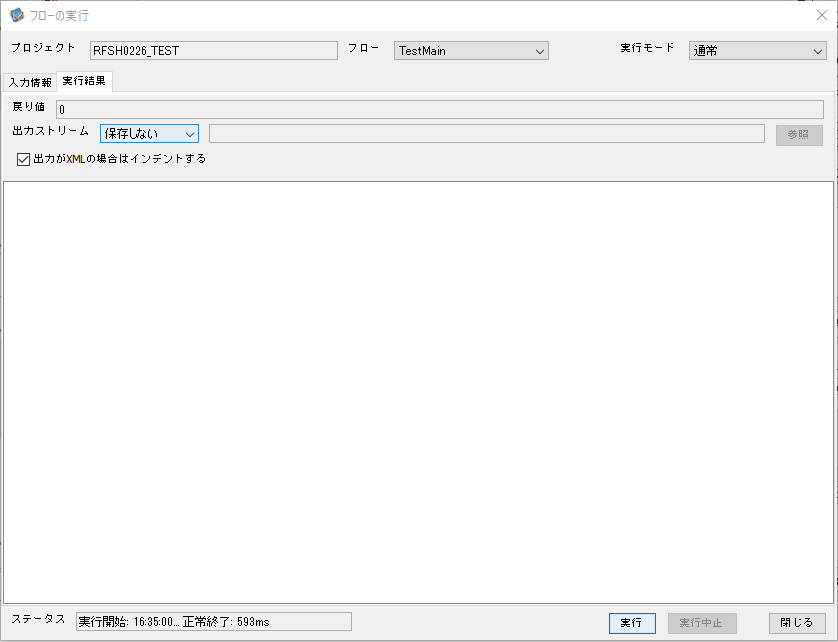 フローの実行
プロジェクト RFSH0226_TEST フロー TestMain 実行モード 通常
入力情報 実行結果
戻り値 0
出力ストリーム 保存しない 参照
出力がXMLの場合はインデントする
ステータス 実行開始: 16:35:00... 正常終了: 593ms 実行 実行中止 閉じる